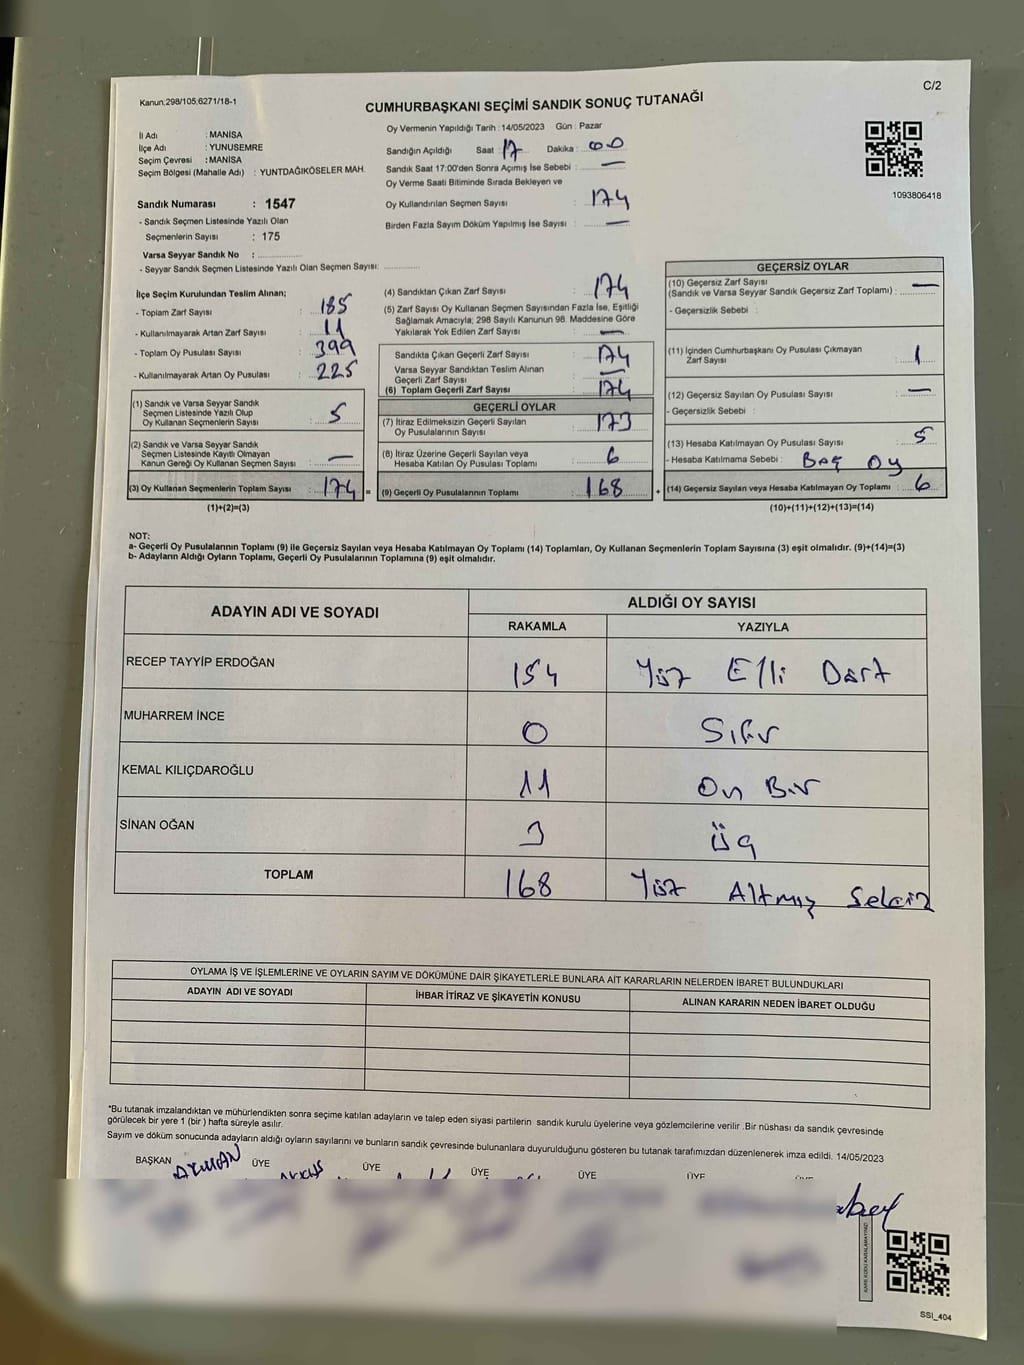 Kanun:298/105,6271/18-1
C/2
CUMHURBAŞKANI SEÇİMİ SANDIK SONUÇ TUTANAĞI
İl Adı : MANİSA
İlçe Adı : YUNUSEMRE
Seçim Çevresi : MANİSA
Seçim Bölgesi (Mahalle Adı) : YUNTDAĞIKÖSELER MAH.
Sandık Numarası : 1547
- Sandık Seçmen Listesinde Yazılı Olan
Seçmenlerin Sayısı : 175
Varsa Seyyar Sandık No :
- Seyyar Sandık Seçmen Listesinde Yazılı Olan Seçmen Sayısı:
Oy Vermenin Yapıldığı Tarih : 14/05/2023 Gün : Pazar
Sandığın Açıldığı Saat : 17 Dakika : 00
Sandık Saat 17:00'den Sonra Açımış İse Sebebi : —
Oy Verme Saati Bitiminde Sırada Bekleyen ve
Oy Kullandırılan Seçmen Sayısı : 174
Birden Fazla Sayım Döküm Yapılmış İse Sayısı : —
1093806418
İlçe Seçim Kurulundan Teslim Alınan;
- Toplam Zarf Sayısı : 185
- Kullanılmayarak Artan Zarf Sayısı : 11
- Toplam Oy Pusulası Sayısı : 399
- Kullanılmayarak Artan Oy Pusulası : 225
(1) Sandık ve Varsa Seyyar Sandık
Seçmen Listesinde Yazılı Olup
Oy Kullanan Seçmenlerin Sayısı : 5
(2) Sandık ve Varsa Seyyar Sandık
Seçmen Listesinde Kayıtlı Olmayan
Kanun Gereği Oy Kullanan Seçmen Sayısı : —
(3) Oy Kullanan Seçmenlerin Toplam Sayısı : 174 =
(1)+(2)=(3)
(4) Sandıktan Çıkan Zarf Sayısı : 174
(5) Zarf Sayısı Oy Kullanan Seçmen Sayısından Fazla İse, Eşitliği
Sağlamak Amacıyla; 298 Sayılı Kanunun 98. Maddesine Göre
Yakılarak Yok Edilen Zarf Sayısı : —
Sandıkta Çıkan Geçerli Zarf Sayısı : 174
Varsa Seyyar Sandıktan Teslim Alınan
Geçerli Zarf Sayısı : —
(6) Toplam Geçerli Zarf Sayısı : 174
GEÇERLİ OYLAR
(7) İtiraz Edilmeksizin Geçerli Sayılan
Oy Pusulalarının Sayısı : 173
(8) İtiraz Üzerine Geçerli Sayılan veya
Hesaba Katılan Oy Pusulası Toplamı : 6
(9) Geçerli Oy Pusulalarının Toplamı : 168 +
GEÇERSİZ OYLAR
(10) Geçersiz Zarf Sayısı
(Sandık ve Varsa Seyyar Sandık Geçersiz Zarf Toplamı) : —
- Geçersizlik Sebebi :
(11) İçinden Cumhurbaşkanı Oy Pusulası Çıkmayan
Zarf Sayısı : 1
(12) Geçersiz Sayılan Oy Pusulası Sayısı : —
- Geçersizlik Sebebi :
(13) Hesaba Katılmayan Oy Pusulası Sayısı : 5
- Hesaba Katılmama Sebebi : Boş oy
(14) Geçersiz Sayılan veya Hesaba Katılmayan Oy Toplamı : 6
(10)+(11)+(12)+(13)=(14)
NOT:
a- Geçerli Oy Pusulalarının Toplamı (9) ile Geçersiz Sayılan veya Hesaba Katılmayan Oy Toplamı (14) Toplamları, Oy Kullanan Seçmenlerin Toplam Sayısına (3) eşit olmalıdır. (9)+(14)=(3)
b- Adayların Aldığı Oyların Toplamı, Geçerli Oy Pusulalarının Toplamına (9) eşit olmalıdır.
ADAYIN ADI VE SOYADI ALDIĞI OY SAYISI
RAKAMLA YAZIYLA
RECEP TAYYİP ERDOĞAN 154 Yüz Elli Dört
MUHARREM İNCE 0 Sıfır
KEMAL KILIÇDAROĞLU 11 On Bir
SİNAN OĞAN 3 Üç
TOPLAM 168 Yüz Altmış Sekiz
OYLAMA İŞ VE İŞLEMLERİNE VE OYLARIN SAYIM VE DÖKÜMÜNE DAİR ŞİKAYETLERLE BUNLARA AİT KARARLARIN NELERDEN İBARET BULUNDUKLARI
ADAYIN ADI VE SOYADI İHBAR İTİRAZ VE ŞİKAYETİN KONUSU ALINAN KARARIN NEDEN İBARET OLDUĞU
*Bu tutanak imzalandıktan ve mühürlendikten sonra seçime katılan adayların ve talep eden siyasi partilerin sandık kurulu üyelerine veya gözlemcilerine verilir .Bir nüshası da sandık çevresinde
görülecek bir yere 1 (bir ) hafta süreyle asılır.
Sayım ve döküm sonucunda adayların aldığı oyların sayılarını ve bunların sandık çevresinde bulunanlara duyurulduğunu gösteren bu tutanak tarafımızdan düzenlenerek imza edildi. 14/05/2023
BAŞKAN ÜYE ÜYE ÜYE ÜYE ÜYE
SSI_404